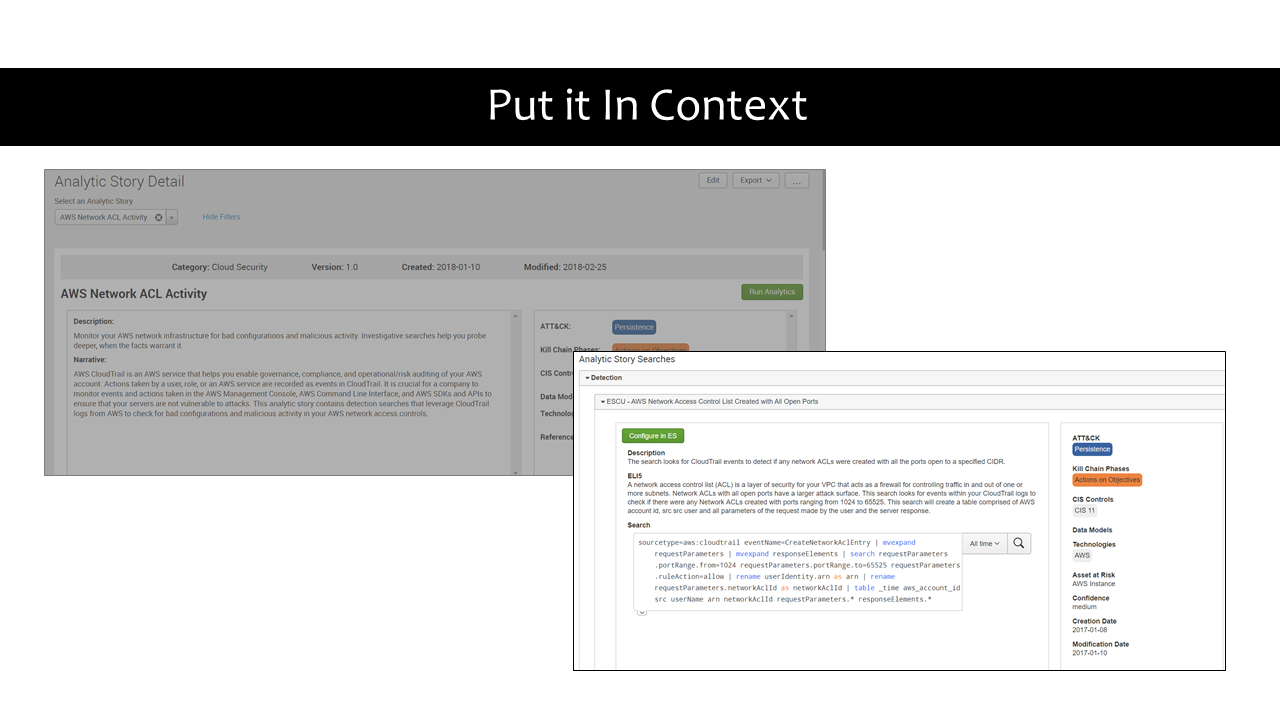 Put it In Context
Analytic Story Detail
Edit
Export
...
Select an Analytic Story
AWS Network ACL Activity
Hide Filters
Category: Cloud Security
Version: 1.0
Created: 2018-01-10
Modified: 2018-02-25
AWS Network ACL Activity
Run Analytics
Description:
Monitor your AWS network infrastructure for bad configurations and malicious activity. Investigative searches help you probe
deeper, when the facts warrant it.
Narrative:
AWS CloudTrail is an AWS service that helps you enable governance, compliance, and operational/risk auditing of your AWS
account. Actions taken by a user, role, or an AWS service are recorded as events in CloudTrail. It is crucial for a company to
monitor events and actions taken in the AWS Management Console, AWS Command Line Interface, and AWS SDKs and APIs to
ensure that your servers are not vulnerable to attacks. This analytic story contains detection searches that leverage CloudTrail
logs from AWS to check for bad configurations and malicious activity in your AWS network access controls.
ATT&CK:
Persistence
Kill Chain Phases:
Actions on Objectives
CIS Contr
Data Mod
Technolo
Reference
Analytic Story Searches
Detection
ESCU - AWS Network Access Control List Created with All Open Ports
Configure in ES
Description
The search looks for CloudTrail events to detect if any network ACLs were created with all the ports open to a specified CIDR.
ELI5
A network access control list (ACL) is a layer of security for your VPC that acts as a firewall for controlling traffic in and out of one or
more subnets. Network ACLs with all open ports have a larger attack surface. This search looks for events within your CloudTrail logs to
check if there were any Network ACLs created with ports ranging from 1024 to 65525. This search will create a table comprised of AWS
account id, src src user and all parameters of the request made by the user and the server response.
Search
sourcetype=aws:cloudtrail eventName=CreateNetworkAclEntry | mvexpand
requestParameters | mvexpand responseElements | search requestParameters
.portRange.from=1024 requestParameters.portRange.to=65525 requestParameters
.ruleAction=allow | rename userIdentity.arn as arn | rename
requestParameters.networkAclId as networkAclId | table _time aws_account_id
src userName arn networkAclId requestParameters.* responseElements.*
All time
ATT&CK
Persistence
Kill Chain Phases
Actions on Objectives
CIS Controls
CIS 11
Data Models
Technologies
AWS
Asset at Risk
AWS Instance
Confidence
medium
Creation Date
2017-01-08
Modification Date
2017-01-10